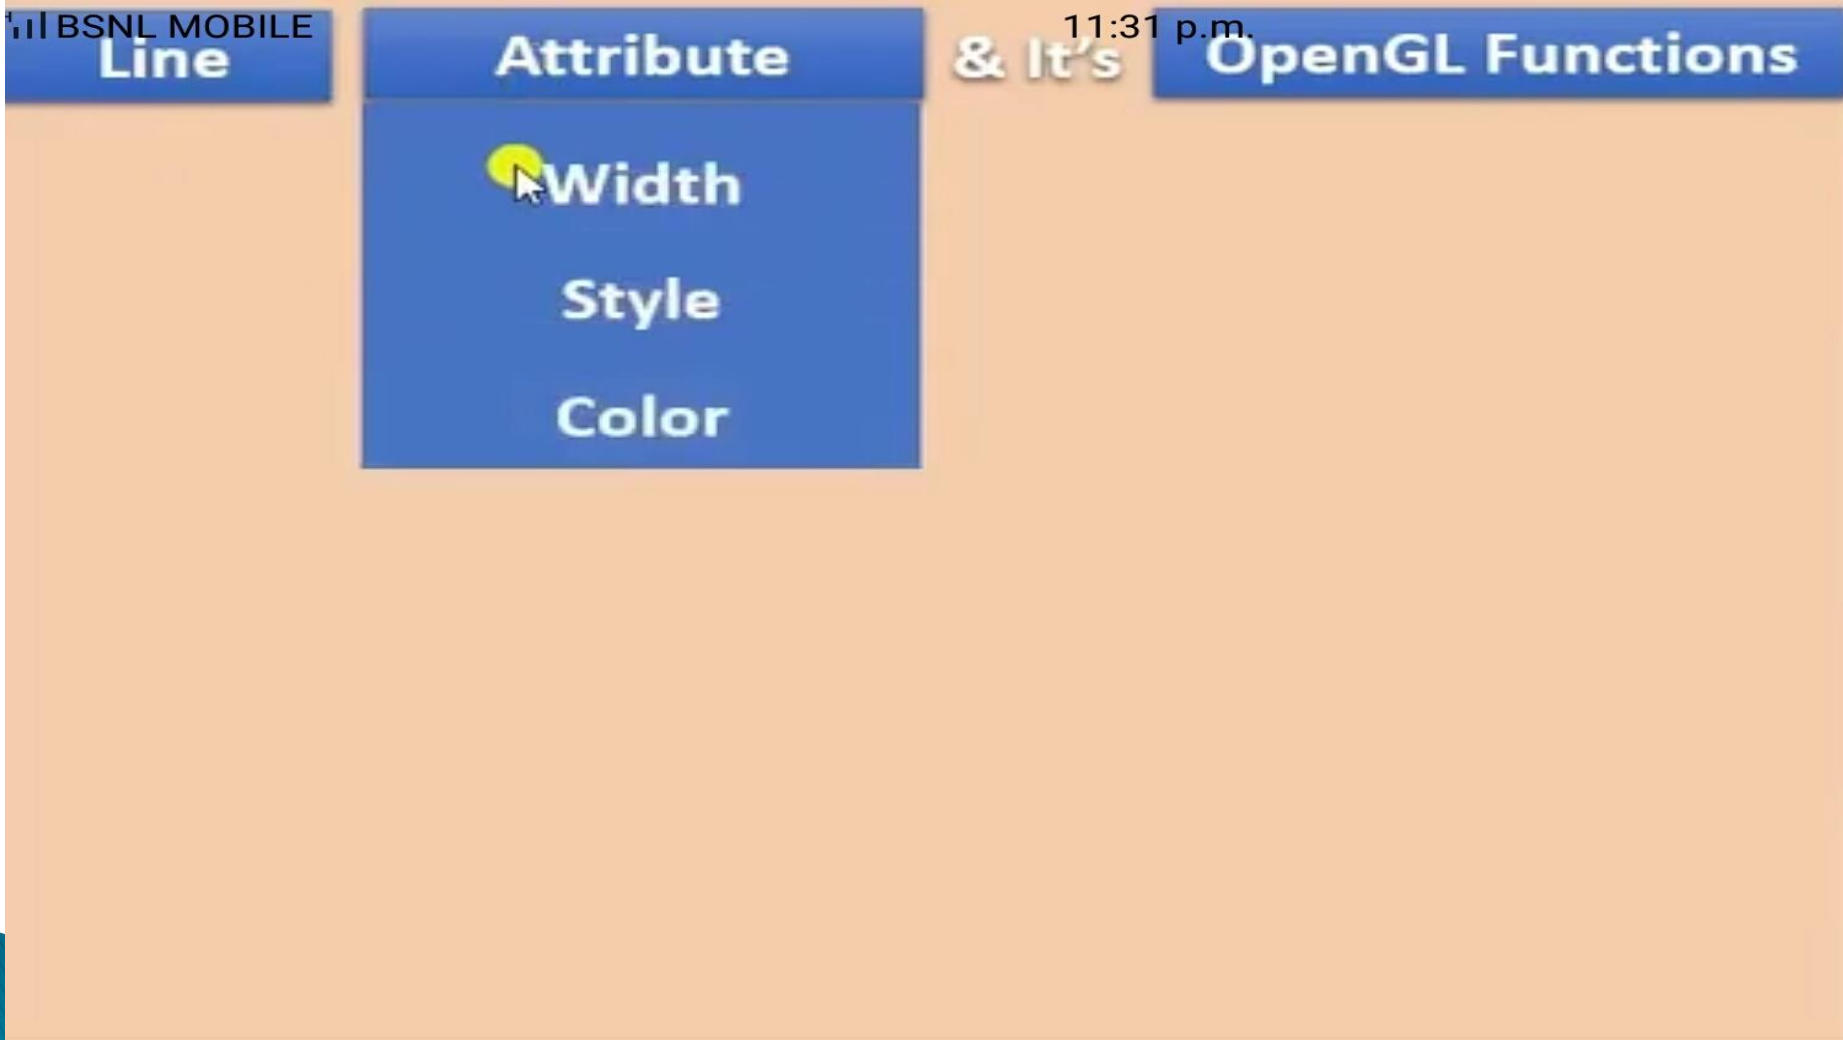 BSNL MOBILE 11:31 p.m.
Line Attribute & It's OpenGL Functions
Width
Style
Color